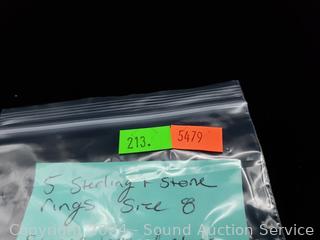 213. 5479
5 Sterling + Stone
rings Size 8
Copyright 2024 - Sound Auction Service